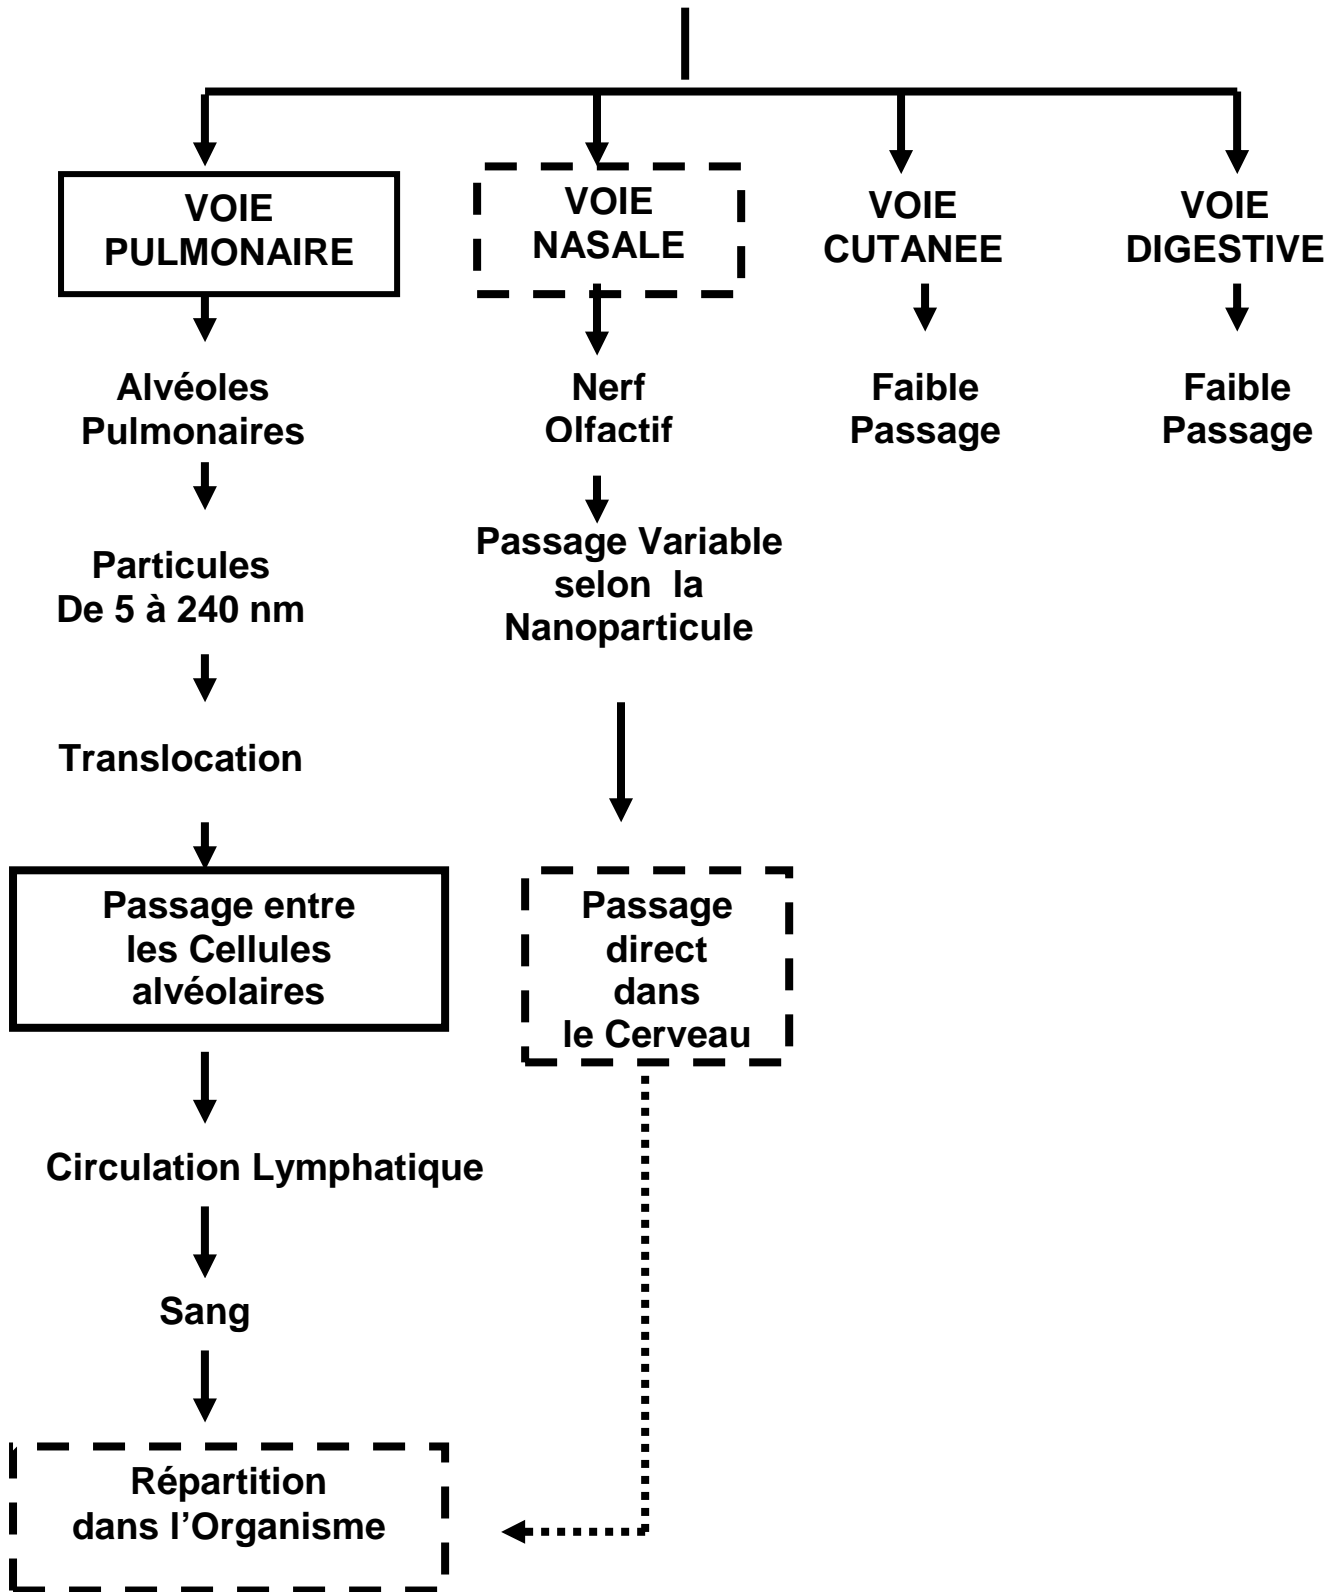 VOIE
PULMONAIRE
VOIE
NASALE
VOIE
CUTANEE
VOIE
DIGESTIVE
Alvéoles
Pulmonaires
Nerf
Olfactif
Faible
Passage
Faible
Passage
Particules
De 5 à 240 nm
Passage Variable
selon la
Nanoparticule
Translocation
Passage entre
les Cellules
alvéolaires
Passage
direct
dans
le Cerveau
Circulation Lymphatique
Sang
Répartition
dans l'Organisme